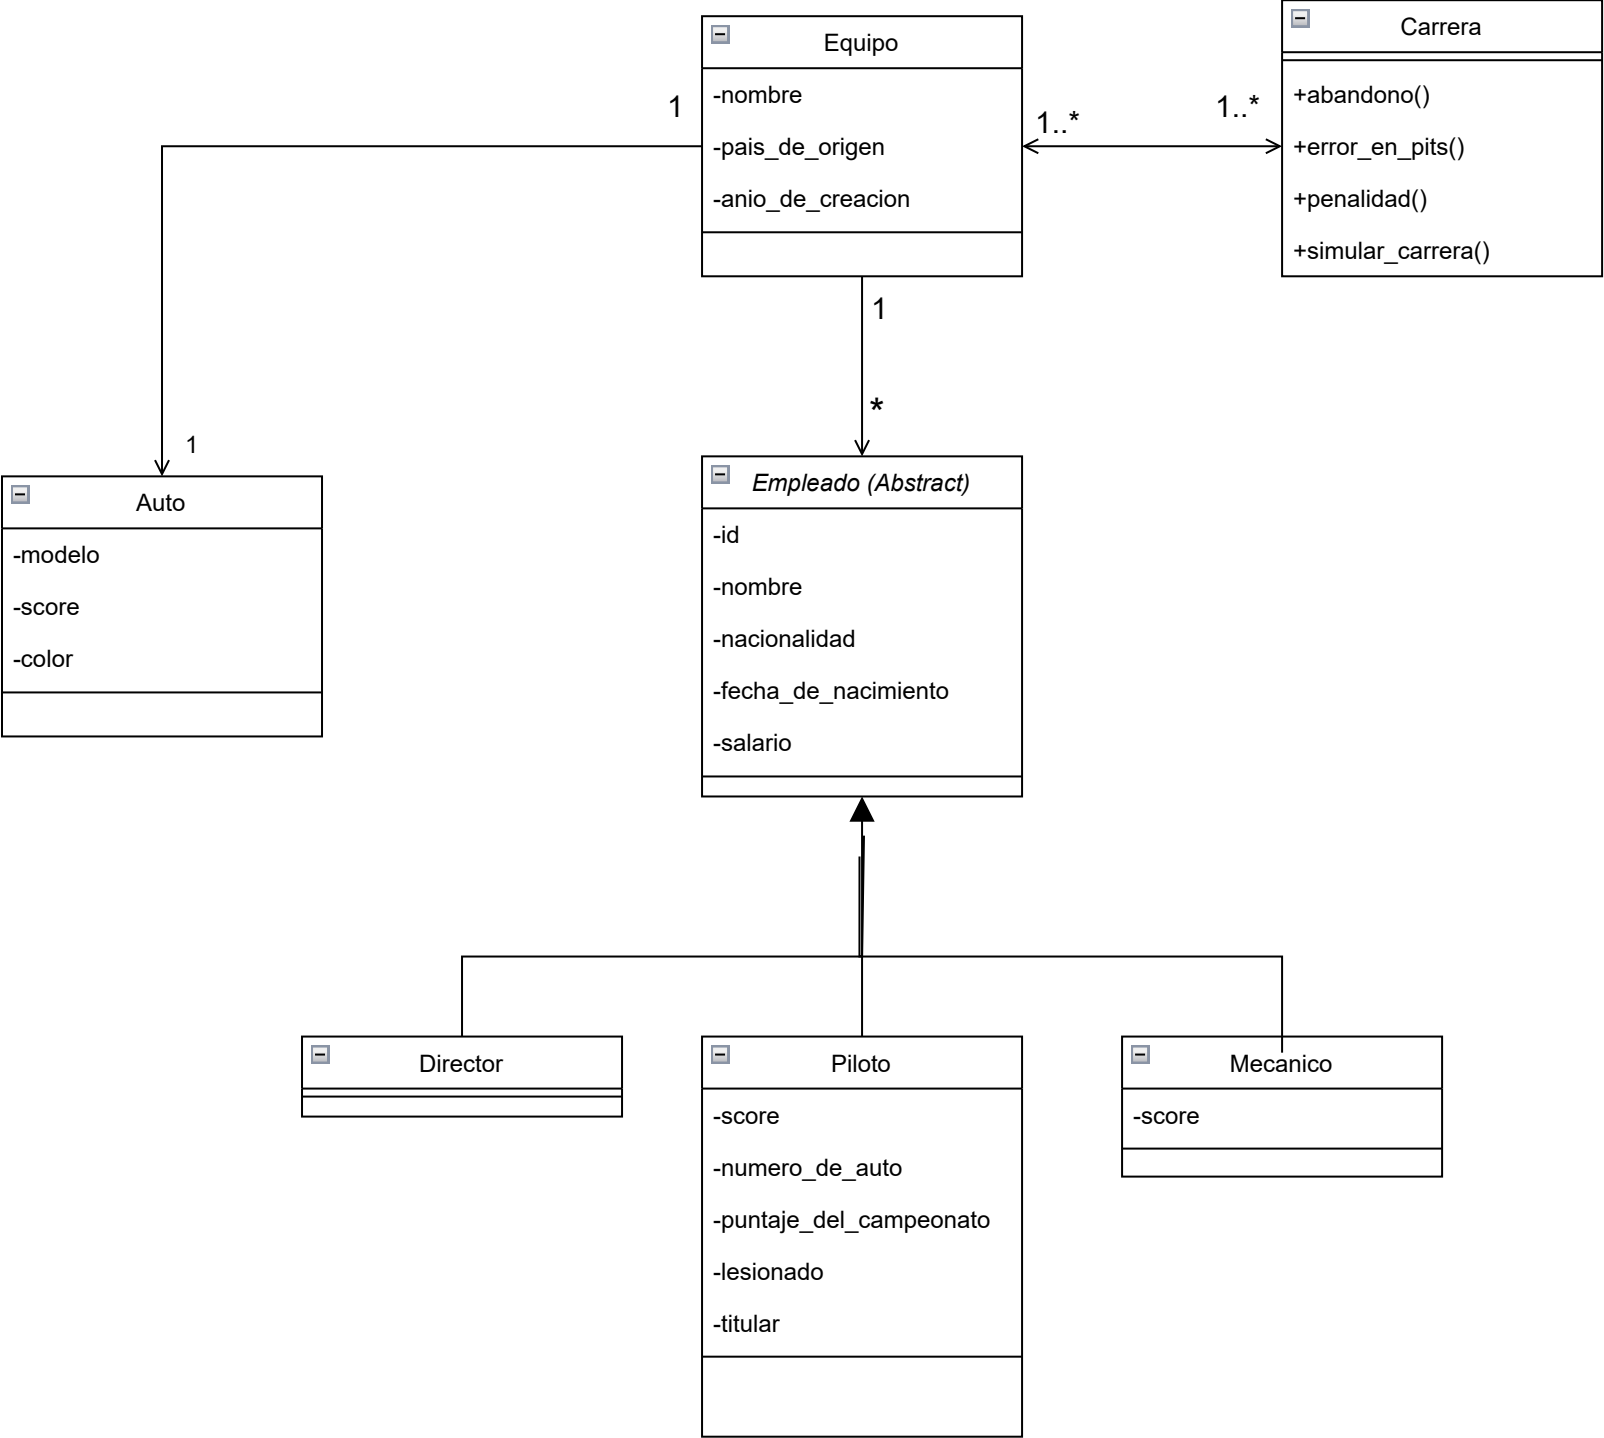 Equipo
-nombre
-pais_de_origen
-anio_de_creacion
Carrera
+abandono()
+error_en_pits()
+penalidad()
+simular_carrera()
1
1..*
1..*
1
*
1
Auto
-modelo
-score
-color
Empleado (Abstract)
-id
-nombre
-nacionalidad
-fecha_de_nacimiento
-salario
Director
Piloto
-score
-numero_de_auto
-puntaje_del_campeonato
-lesionado
-titular
Mecanico
-score